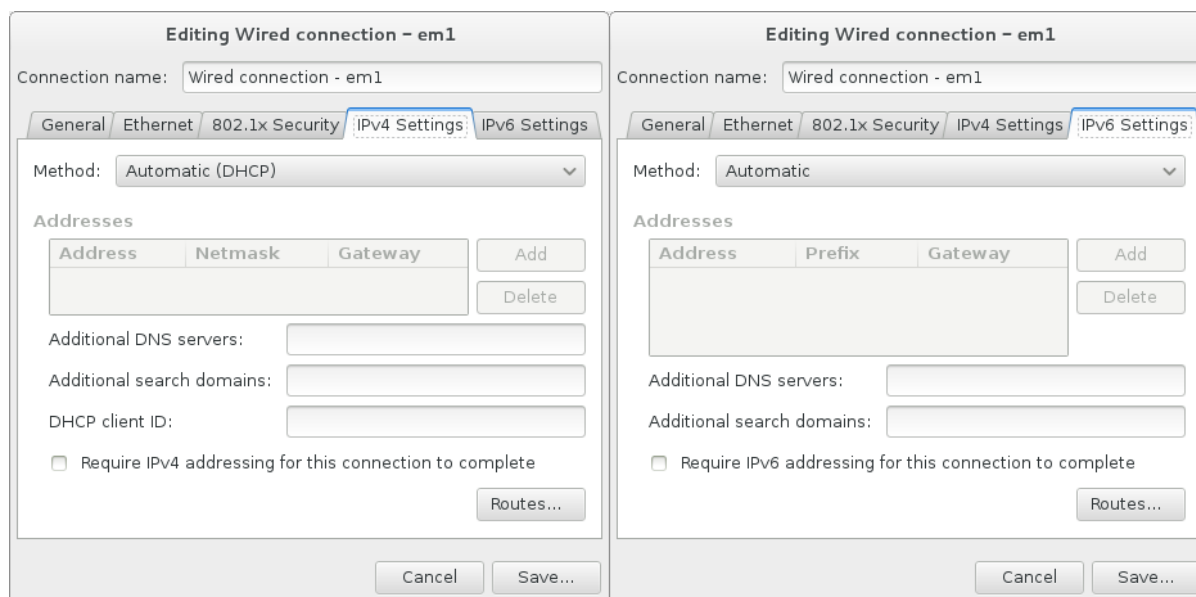 Editing Wired connection – em1
Connection name: Wired connection - em1
General Ethernet 802.1x Security IPv4 Settings IPv6 Settings
Method: Automatic (DHCP)
Addresses
Address Netmask Gateway
Add
Delete
Additional DNS servers:
Additional search domains:
DHCP client ID:
Require IPv4 addressing for this connection to complete
Routes...
Cancel Save...
Editing Wired connection – em1
Connection name: Wired connection - em1
General Ethernet 802.1x Security IPv4 Settings IPv6 Settings
Method: Automatic
Addresses
Address Prefix Gateway
Add
Delete
Additional DNS servers:
Additional search domains:
Require IPv6 addressing for this connection to complete
Routes...
Cancel Save...